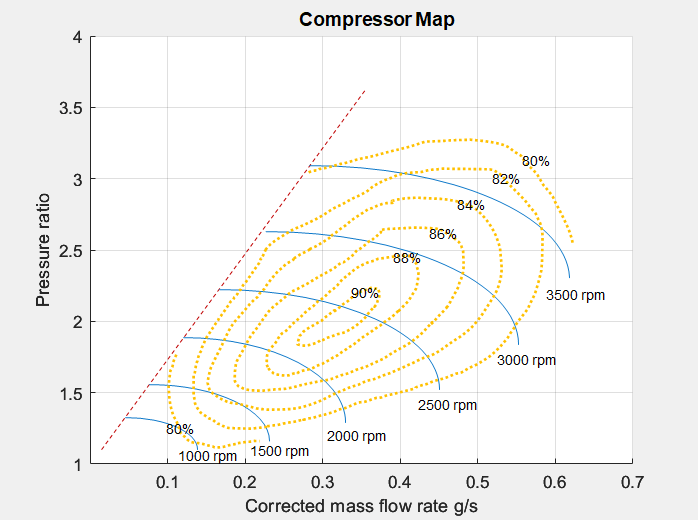 Compressor Map
4
3.5
3
2.5
2
1.5
1
Pressure ratio
80%
82%
84%
86%
88%
90%
80%
3500 rpm
3000 rpm
2500 rpm
2000 rpm
1500 rpm
1000 rpm
0.1 0.2 0.3 0.4 0.5 0.6 0.7
Corrected mass flow rate g/s